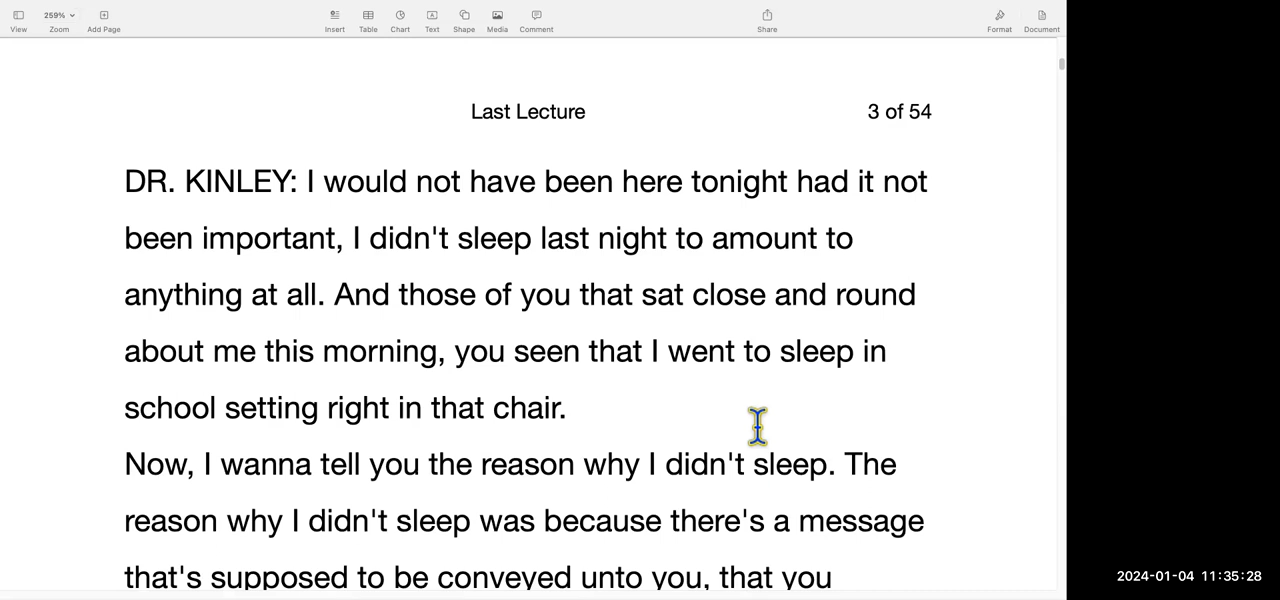 259%
View
Zoom
Add Page
Insert
Table
Chart
Text
Shape
Media
Comment
Share
Format
Document
Last Lecture
3 of 54
DR. KINLEY: I would not have been here tonight had it not
been important, I didn't sleep last night to amount to
anything at all. And those of you that sat close and round
about me this morning, you seen that I went to sleep in
school setting right in that chair.
Now, I wanna tell you the reason why I didn't sleep. The
reason why I didn't sleep was because there's a message
that's supposed to be conveyed unto you, that you
2024-01-04 11:35:28